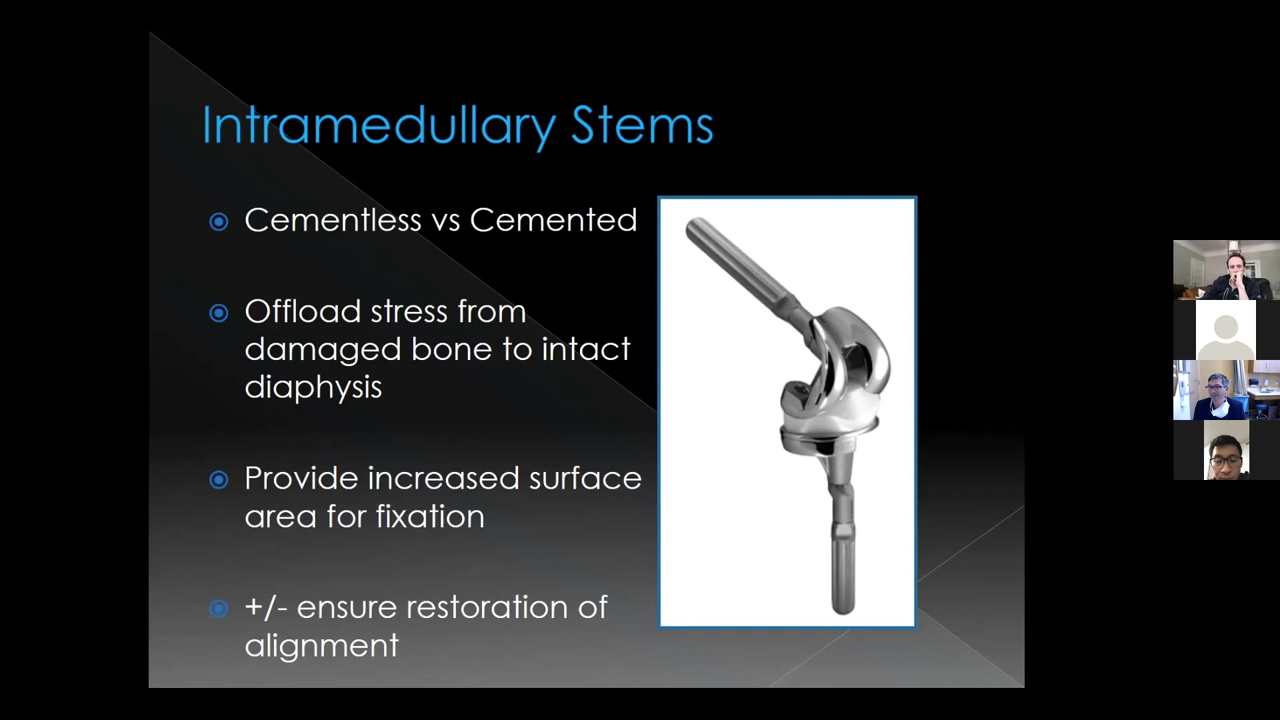 Intramedullary Stems
Cementless vs Cemented
Offload stress from
damaged bone to intact
diaphysis
Provide increased surface
area for fixation
+/- ensure restoration of
alignment